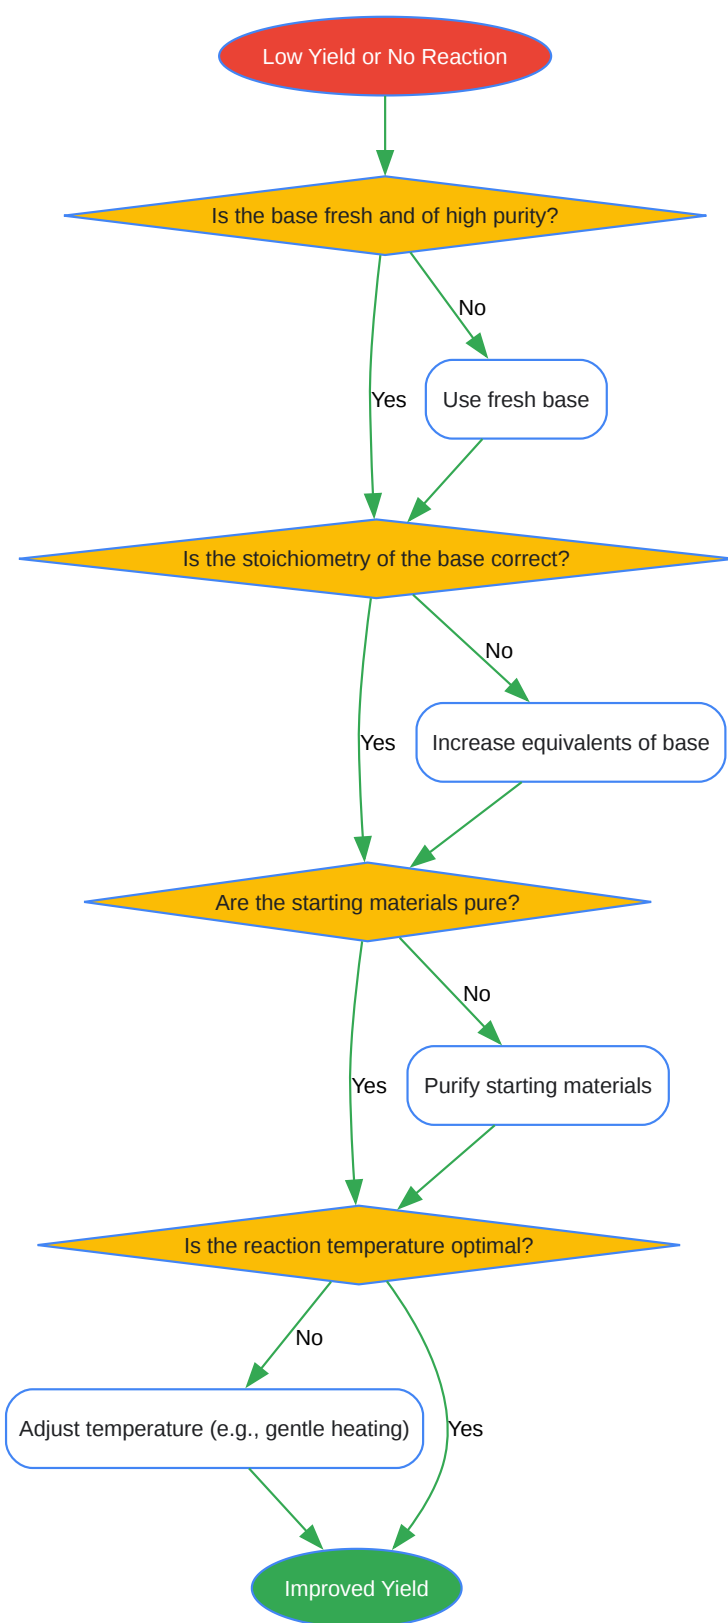 Low Yield or No Reaction
Is the base fresh and of high purity?
No
Yes
Use fresh base
Is the stoichiometry of the base correct?
No
Yes
Increase equivalents of base
Are the starting materials pure?
No
Yes
Purify starting materials
Is the reaction temperature optimal?
No
Adjust temperature (e.g., gentle heating)
Yes
Improved Yield